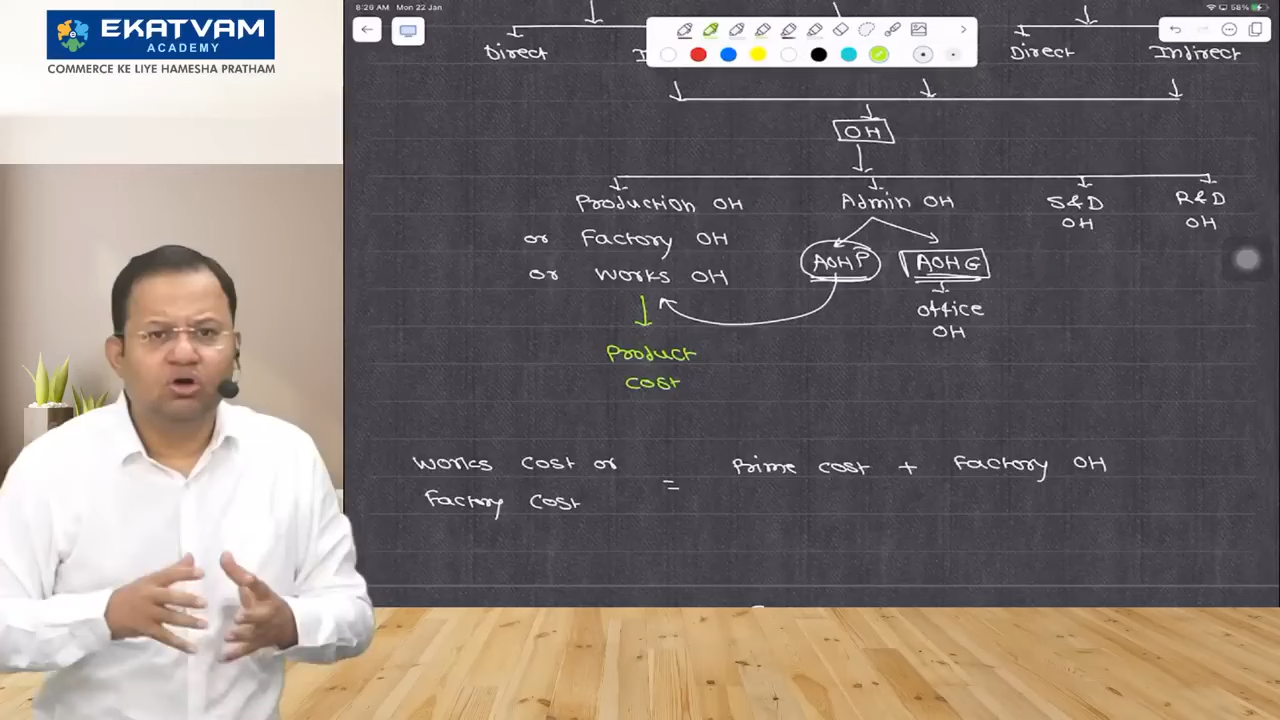 EKATVAM
ACADEMY
COMMERCE KE LIYE HAMESHA PRATHAM
8:26 AM Mon 22 Jan
58%
Direct
Direct
Indirect
OH
Production OH
Admin OH
S&D
OH
R&D
OH
or Factory OH
or Works OH
AOHP
AOHG
office
OH
Product
cost
Works cost or
Factory cost
=
Prime cost + Factory OH